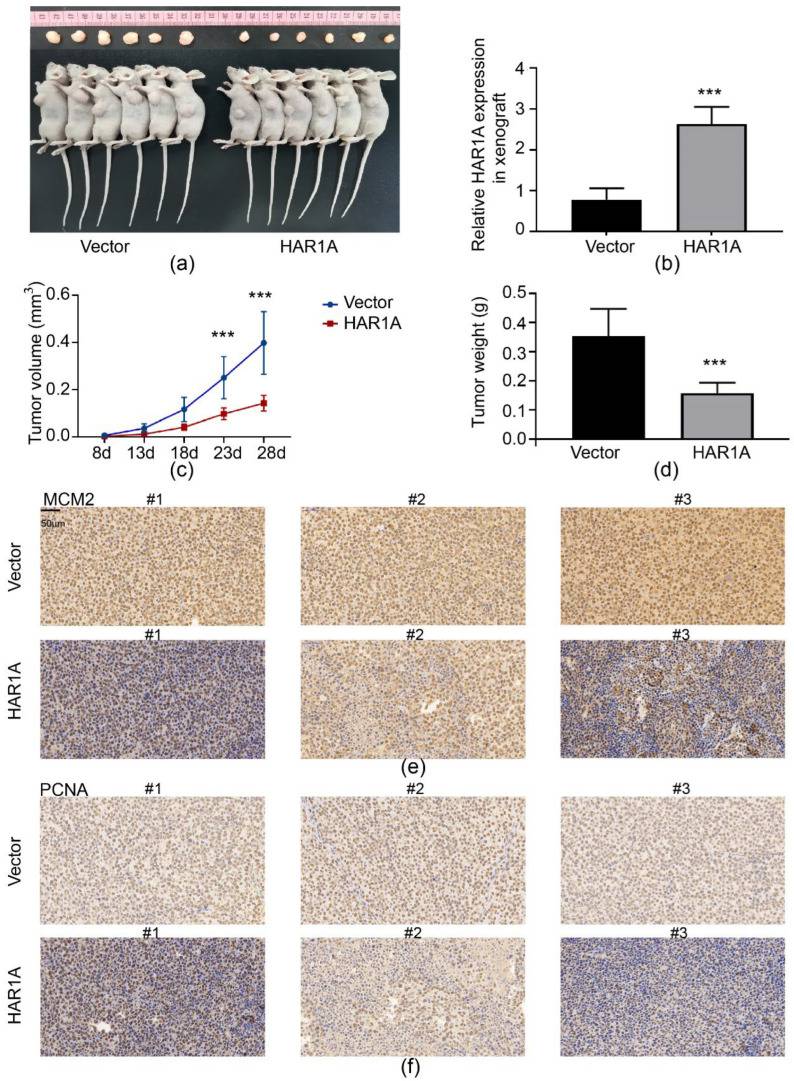 Vector
HAR1A
(a)
Relative HAR1A expression
in xenograft
4
3
2
1
0
***
Vector
HAR1A
(b)
Tumor volume (mm³)
0.6
0.4
0.2
0.0
***
***
Vector
HAR1A
8d
13d
18d
23d
28d
(c)
Tumor weight (g)
0.5
0.3
0.3
0.2
0.1
0.0
***
Vector
HAR1A
(d)
MCM2
#1
#2
#3
50μm
Vector
#1
#2
#3
HAR1A
(e)
PCNA
#1
#2
#3
Vector
#1
#2
#3
HAR1A
(f)